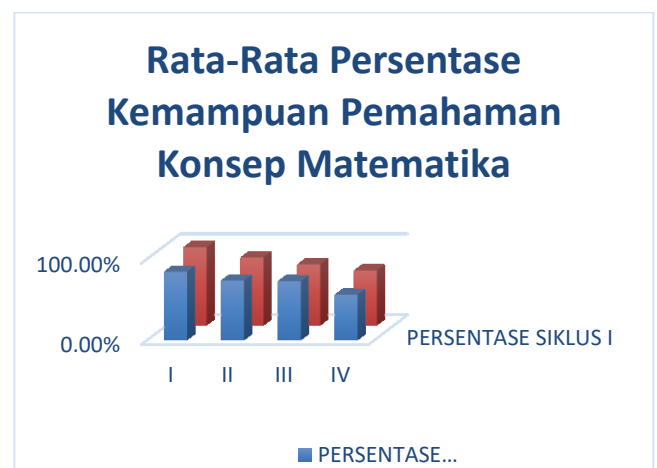 Rata-Rata Persentase
Kemampuan Pemahaman
Konsep Matematika
100.00%
0.00%
PERSENTASE SIKLUS I
I II III IV
PERSENTASE...